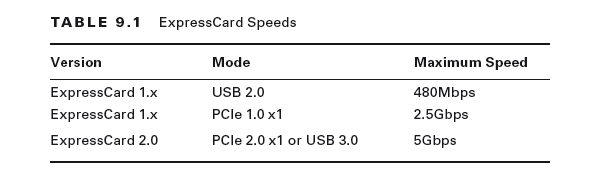 TABLE 9.1 ExpressCard Speeds
Version Mode Maximum Speed
ExpressCard 1.x USB 2.0 480Mbps
ExpressCard 1.x PCIe 1.0 x1 2.5Gbps
ExpressCard 2.0 PCIe 2.0 x1 or USB 3.0 5Gbps